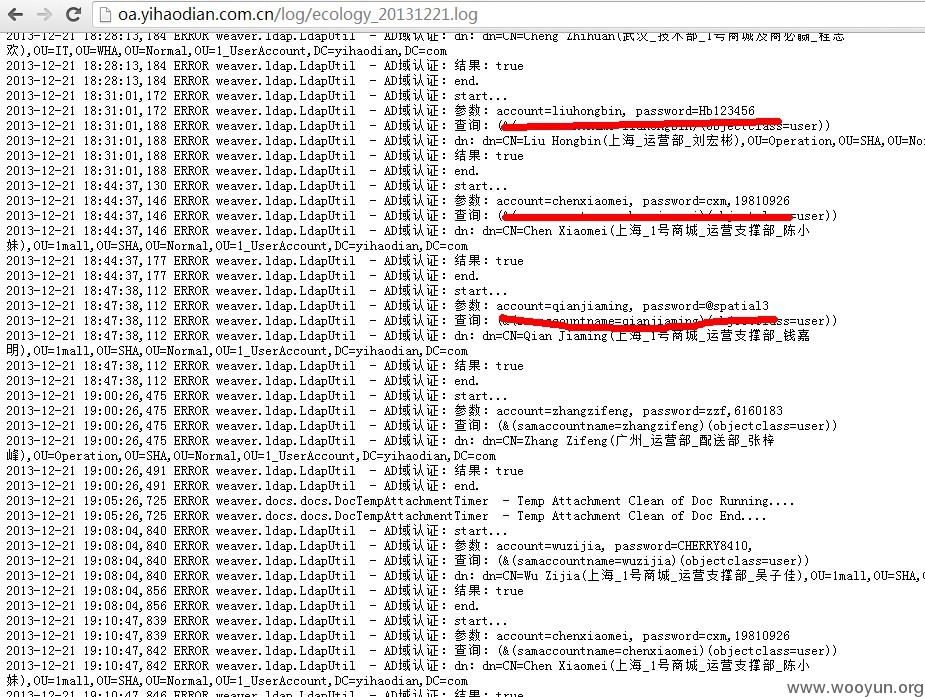 oa.yihaodian.com.cn/log/ecology_20131221.log
2013-12-21 18:28:13,184 ERROR weaver.ldap.LdapUtil - AD域认证: dn: dn=CN=Cheng Zhihuan(武汉_技术部_1号商城及商必赢_程志
欢),OU=IT,OU=WHA,OU=Normal,OU=1_UserAccount,DC=yihaodian,DC=com
2013-12-21 18:28:13,184 ERROR weaver.ldap.LdapUtil - AD域认证: 结果: true
2013-12-21 18:28:13,184 ERROR weaver.ldap.LdapUtil - AD域认证: end.
2013-12-21 18:31:01,172 ERROR weaver.ldap.LdapUtil - AD域认证: start...
2013-12-21 18:31:01,172 ERROR weaver.ldap.LdapUtil - AD域认证: 参数: account=liuhongbin, password=Hb123456
2013-12-21 18:31:01,188 ERROR weaver.ldap.LdapUtil - AD域认证: 查询: (&( =user))
2013-12-21 18:31:01,188 ERROR weaver.ldap.LdapUtil - AD域认证: dn: dn=CN=Liu Hongbin(上海_运营部_刘宏彬),OU=Operation,OU=SHA,OU=No
2013-12-21 18:31:01,188 ERROR weaver.ldap.LdapUtil - AD域认证: 结果: true
2013-12-21 18:31:01,188 ERROR weaver.ldap.LdapUtil - AD域认证: end.
2013-12-21 18:44:37,130 ERROR weaver.ldap.LdapUtil - AD域认证: start...
2013-12-21 18:44:37,146 ERROR weaver.ldap.LdapUtil - AD域认证: 参数: account=chenxiaomei, password=cxm,19810926
2013-12-21 18:44:37,146 ERROR weaver.ldap.LdapUtil - AD域认证: 查询: (&( =user))
2013-12-21 18:44:37,146 ERROR weaver.ldap.LdapUtil - AD域认证: dn: dn=CN=Chen Xiaomei(上海_1号商城_运营支撑部_陈小
妹),OU=1mall,OU=SHA,OU=Normal,OU=1_UserAccount,DC=yihaodian,DC=com
2013-12-21 18:44:37,177 ERROR weaver.ldap.LdapUtil - AD域认证: 结果: true
2013-12-21 18:44:37,177 ERROR weaver.ldap.LdapUtil - AD域认证: end.
2013-12-21 18:47:38,112 ERROR weaver.ldap.LdapUtil - AD域认证: start...
2013-12-21 18:47:38,112 ERROR weaver.ldap.LdapUtil - AD域认证: 参数: account=qianjiaming, password=@spatial3
2013-12-21 18:47:38,112 ERROR weaver.ldap.LdapUtil - AD域认证: 查询: (&(samaccountname=qianjiaming)(objectclass=user))
2013-12-21 18:47:38,112 ERROR weaver.ldap.LdapUtil - AD域认证: dn: dn=CN=Qian Jiaming(上海_1号商城_运营支撑部_钱嘉
明),OU=1mall,OU=SHA,OU=Normal,OU=1_UserAccount,DC=yihaodian,DC=com
2013-12-21 18:47:38,112 ERROR weaver.ldap.LdapUtil - AD域认证: 结果: true
2013-12-21 18:47:38,112 ERROR weaver.ldap.LdapUtil - AD域认证: end.
2013-12-21 19:00:26,475 ERROR weaver.ldap.LdapUtil - AD域认证: start...
2013-12-21 19:00:26,475 ERROR weaver.ldap.LdapUtil - AD域认证: 参数: account=zhangzifeng, password=zzf,6160183
2013-12-21 19:00:26,475 ERROR weaver.ldap.LdapUtil - AD域认证: 查询: (&(samaccountname=zhangzifeng)(objectclass=user))
2013-12-21 19:00:26,475 ERROR weaver.ldap.LdapUtil - AD域认证: dn: dn=CN=Zhang Zifeng(广州_运营部_配送部_张梓
峰),OU=Operation,OU=SHA,OU=Normal,OU=1_UserAccount,DC=yihaodian,DC=com
2013-12-21 19:00:26,491 ERROR weaver.ldap.LdapUtil - AD域认证: 结果: true
2013-12-21 19:00:26,491 ERROR weaver.ldap.LdapUtil - AD域认证: end.
2013-12-21 19:05:26,725 ERROR weaver.docs.docs.DocTempAttachmentTimer - Temp Attachment Clean of Doc Running....
2013-12-21 19:05:26,725 ERROR weaver.docs.docs.DocTempAttachmentTimer - Temp Attachment Clean of Doc End....
2013-12-21 19:08:04,840 ERROR weaver.ldap.LdapUtil - AD域认证: start...
2013-12-21 19:08:04,840 ERROR weaver.ldap.LdapUtil - AD域认证: 参数: account=wuzijia, password=CHERRY8410,
2013-12-21 19:08:04,840 ERROR weaver.ldap.LdapUtil - AD域认证: 查询: (&(samaccountname=wuzijia)(objectclass=user))
2013-12-21 19:08:04,840 ERROR weaver.ldap.LdapUtil - AD域认证: dn: dn=CN=Wu Zijia(上海_1号商城_运营支撑部_吴子佳),OU=1mall,OU=SHA,
2013-12-21 19:08:04,856 ERROR weaver.ldap.LdapUtil - AD域认证: 结果: true
2013-12-21 19:08:04,856 ERROR weaver.ldap.LdapUtil - AD域认证: end.
2013-12-21 19:10:47,839 ERROR weaver.ldap.LdapUtil - AD域认证: start...
2013-12-21 19:10:47,839 ERROR weaver.ldap.LdapUtil - AD域认证: 参数: account=chenxiaomei, password=cxm,19810926
2013-12-21 19:10:47,842 ERROR weaver.ldap.LdapUtil - AD域认证: 查询: (&(samaccountname=chenxiaomei)(objectclass=user))
2013-12-21 19:10:47,842 ERROR weaver.ldap.LdapUtil - AD域认证: dn: dn=CN=Chen Xiaomei(上海_1号商城_运营支撑部_陈小
妹),OU=1mall,OU=SHA,OU=Normal,OU=1_UserAccount,DC=yihaodian,DC=com
2013-12-21 19:10:47,846 ERROR weaver.ldap.LdapUtil - AD域认证: 结果: true
www.wooyun.org